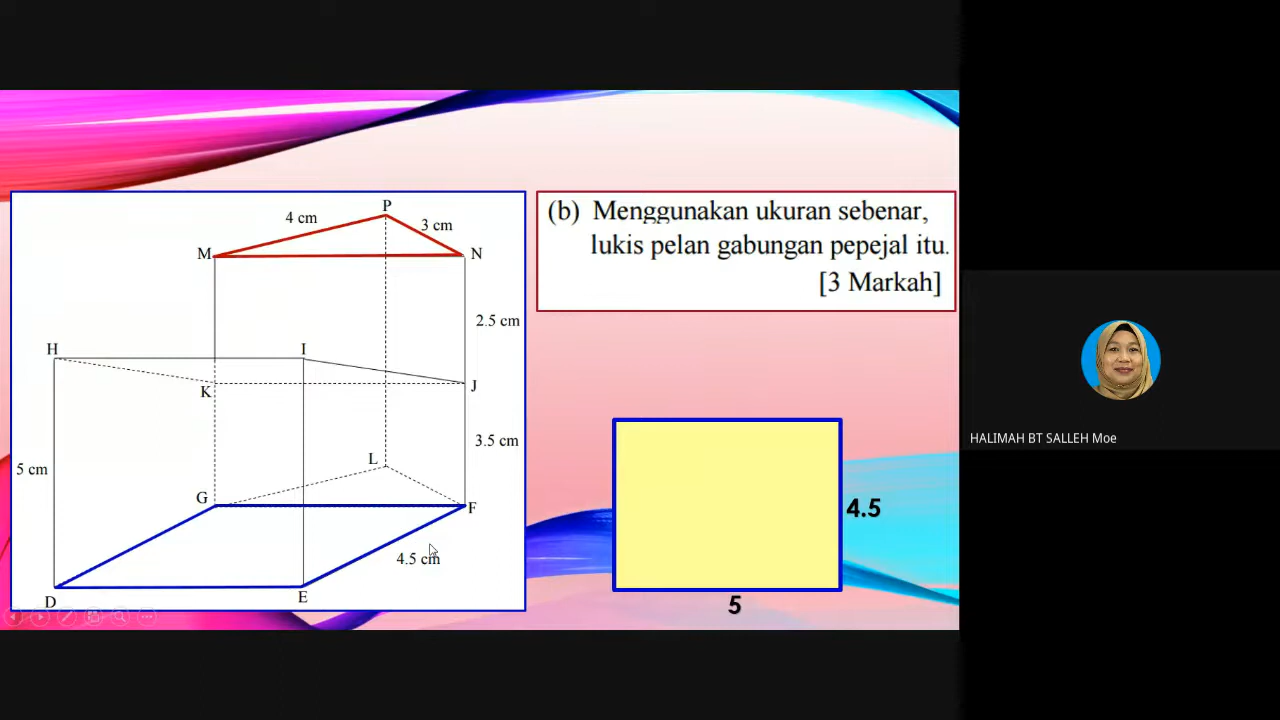 P
4 cm
3 cm
M
N
2.5 cm
H
I
K
J
3.5 cm
5 cm
L
G
F
4.5 cm
D
E
(b) Menggunakan ukuran sebenar,
lukis pelan gabungan pepejal itu.
[3 Markah]
4.5
5
HALIMAH BT SALLEH Moe